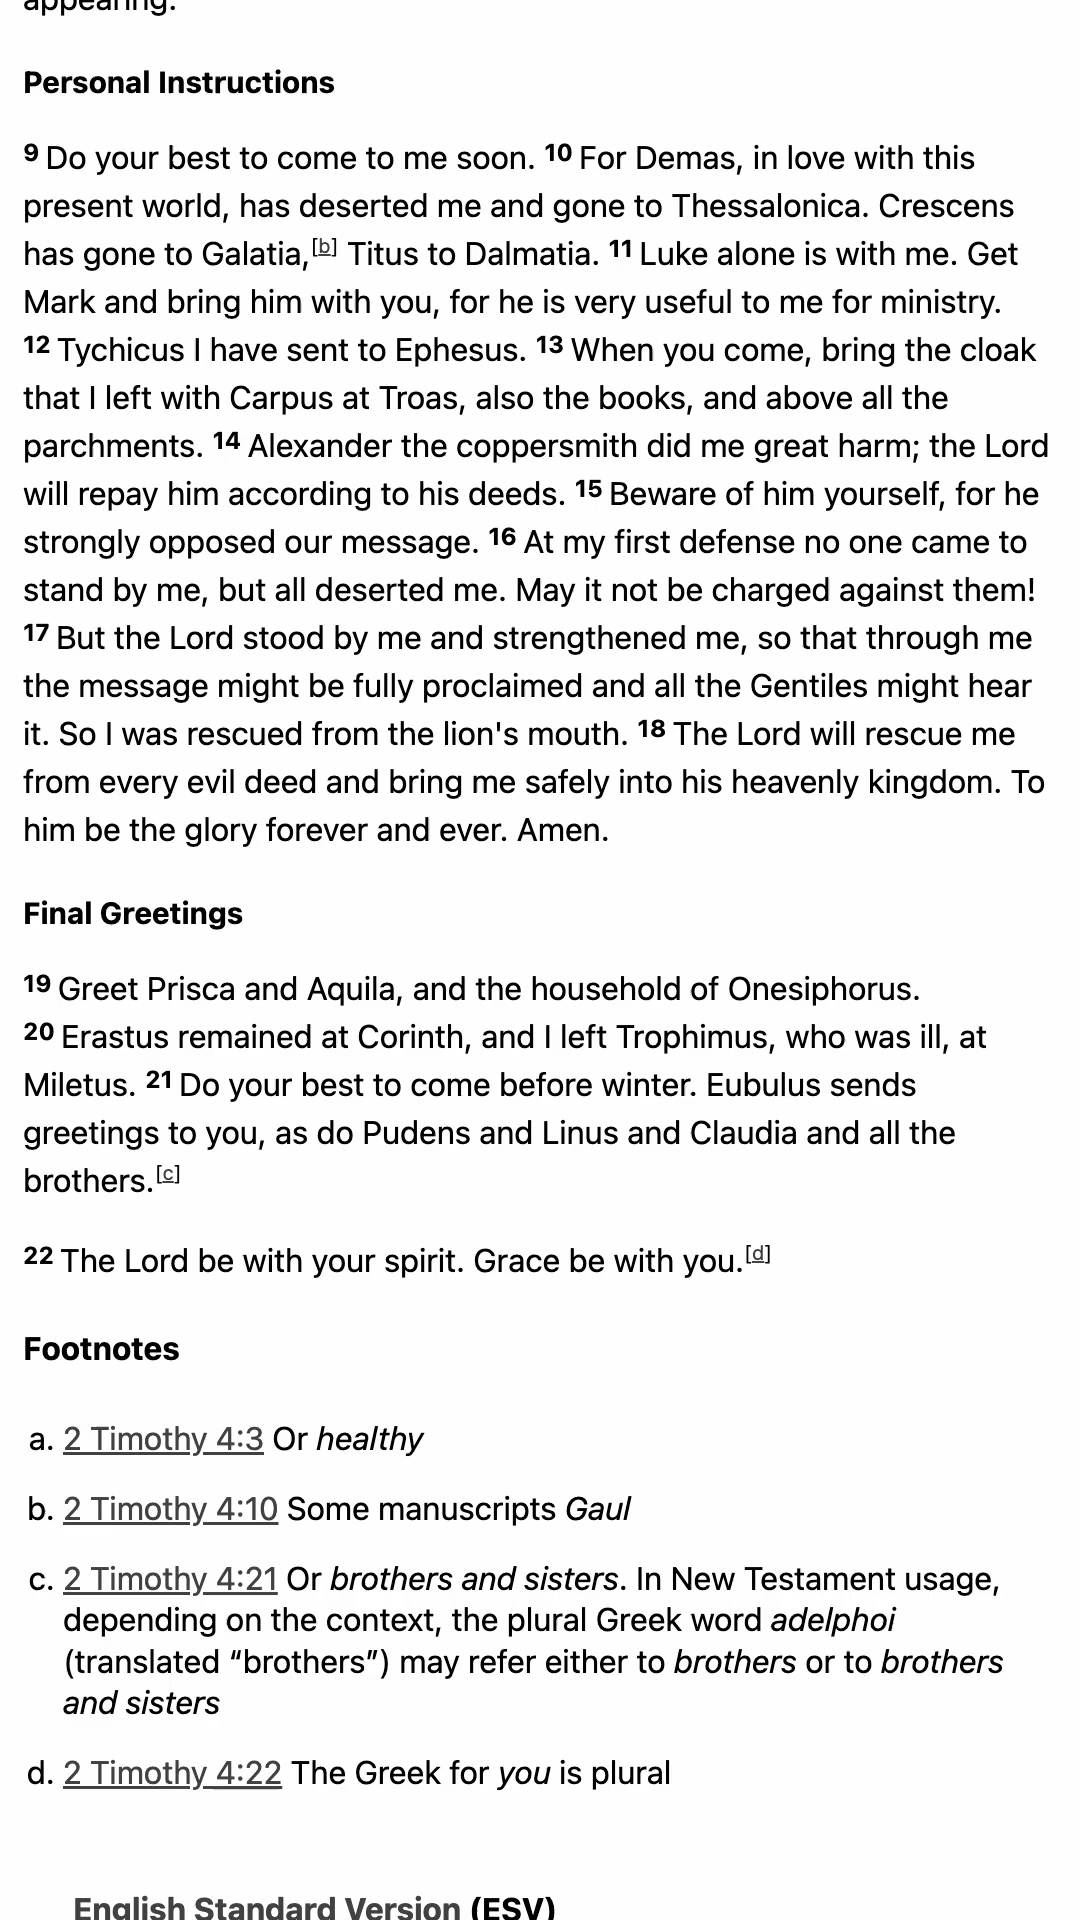 appearing.
Personal Instructions
9 Do your best to come to me soon. 10 For Demas, in love with this
present world, has deserted me and gone to Thessalonica. Crescens
has gone to Galatia,[b] Titus to Dalmatia. 11 Luke alone is with me. Get
Mark and bring him with you, for he is very useful to me for ministry.
12 Tychicus I have sent to Ephesus. 13 When you come, bring the cloak
that I left with Carpus at Troas, also the books, and above all the
parchments. 14 Alexander the coppersmith did me great harm; the Lord
will repay him according to his deeds. 15 Beware of him yourself, for he
strongly opposed our message. 16 At my first defense no one came to
stand by me, but all deserted me. May it not be charged against them!
17 But the Lord stood by me and strengthened me, so that through me
the message might be fully proclaimed and all the Gentiles might hear
it. So I was rescued from the lion's mouth. 18 The Lord will rescue me
from every evil deed and bring me safely into his heavenly kingdom. To
him be the glory forever and ever. Amen.
Final Greetings
19 Greet Prisca and Aquila, and the household of Onesiphorus.
20 Erastus remained at Corinth, and I left Trophimus, who was ill, at
Miletus. 21 Do your best to come before winter. Eubulus sends
greetings to you, as do Pudens and Linus and Claudia and all the
brothers.[c]
22 The Lord be with your spirit. Grace be with you.[d]
Footnotes
a. 2 Timothy 4:3 Or healthy
b. 2 Timothy 4:10 Some manuscripts Gaul
c. 2 Timothy 4:21 Or brothers and sisters. In New Testament usage,
depending on the context, the plural Greek word adelphoi
(translated “brothers”) may refer either to brothers or to brothers
and sisters
d. 2 Timothy 4:22 The Greek for you is plural
English Standard Version (ESV)